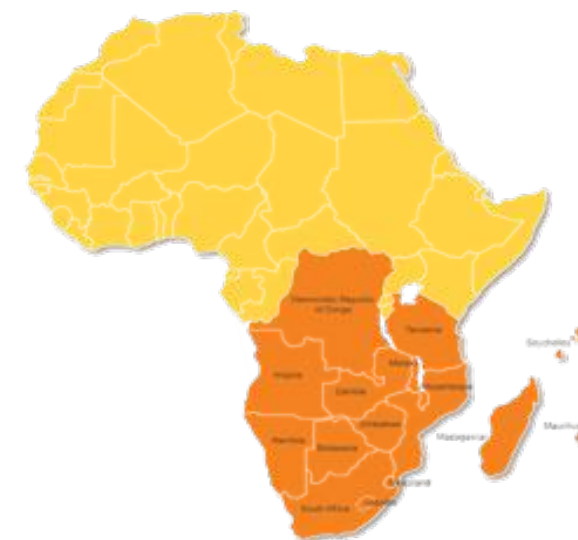 Democratic Republic
of Congo
Tanzania
Seychelles
Malawi
Angola
Mozambique
Zambia
Zimbabwe
Mauritius
Madagascar
Namibia
Botswana
Swaziland
Lesotho
South Africa